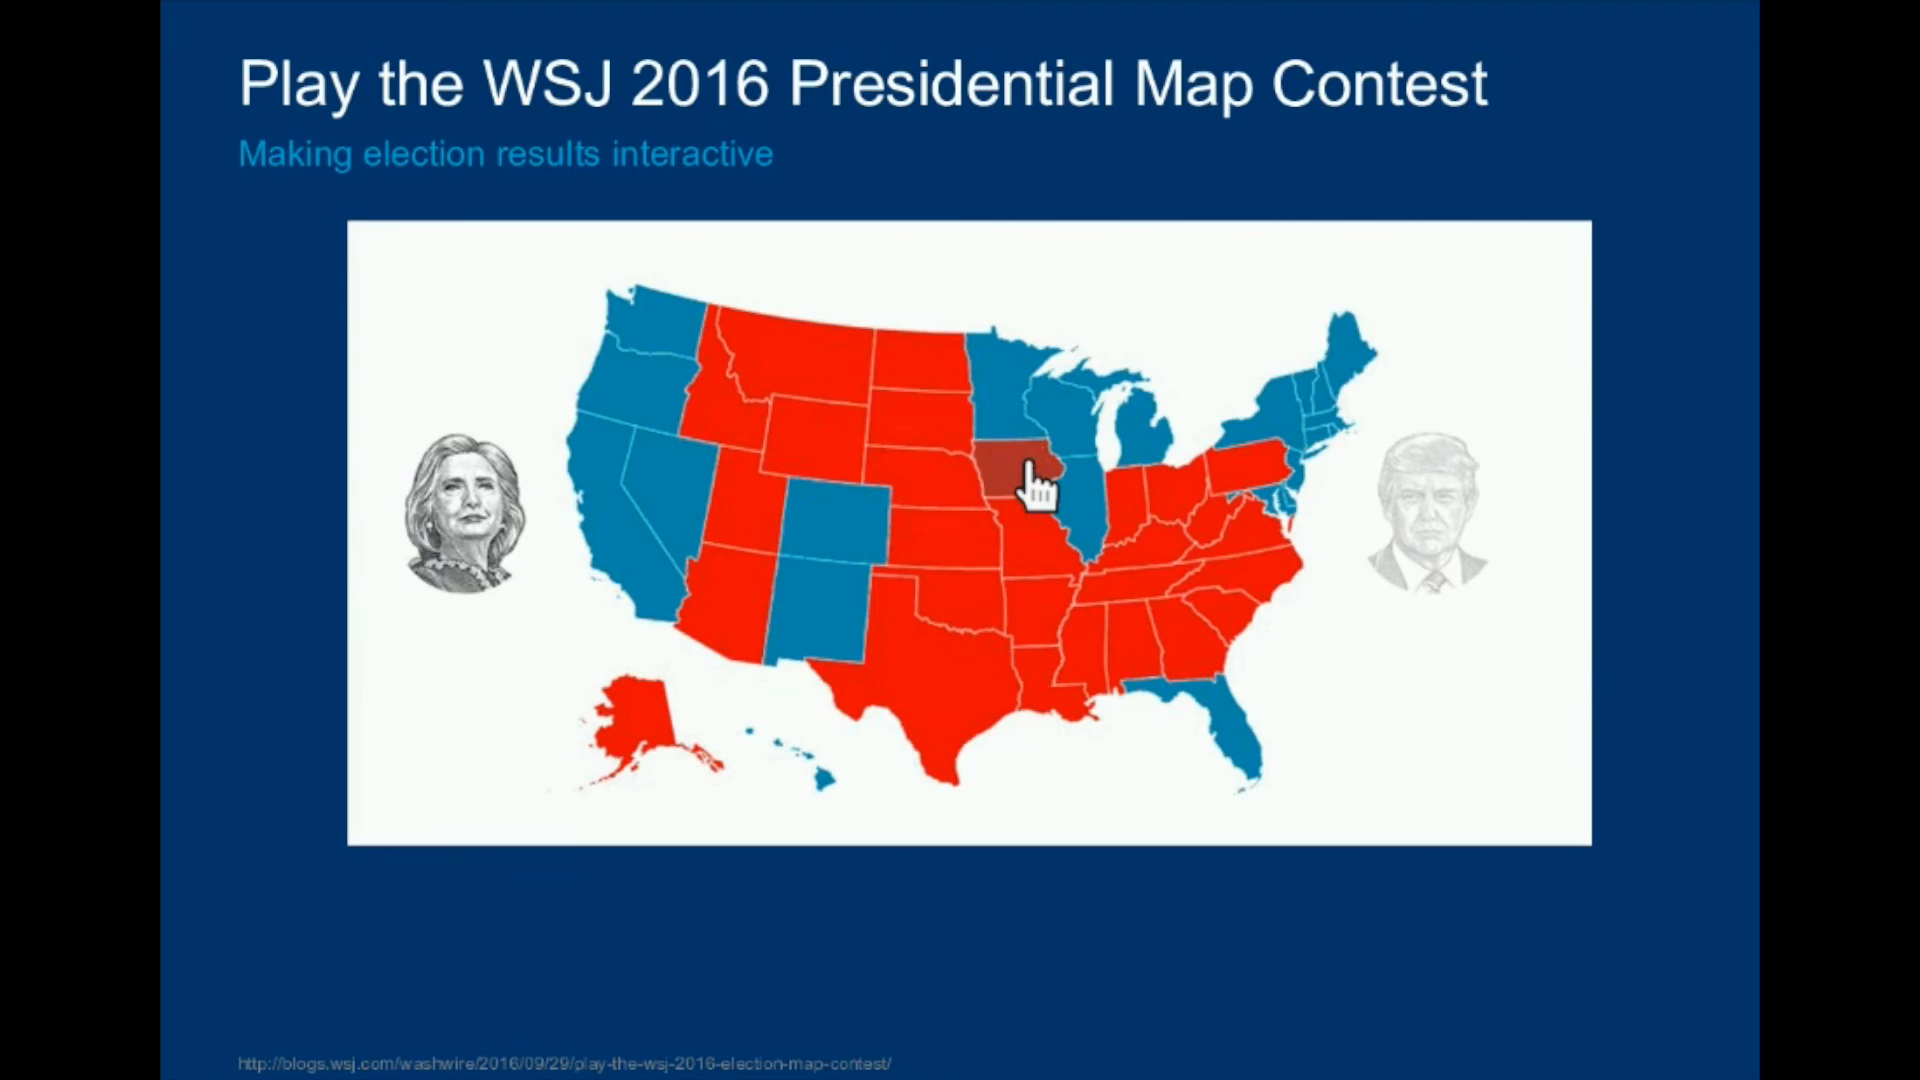 Play the WSJ 2016 Presidential Map Contest
Making election results interactive
http://blogs.wsj.com/washwire/2016/09/29/play-the-wsj-2016-election-map-contest/